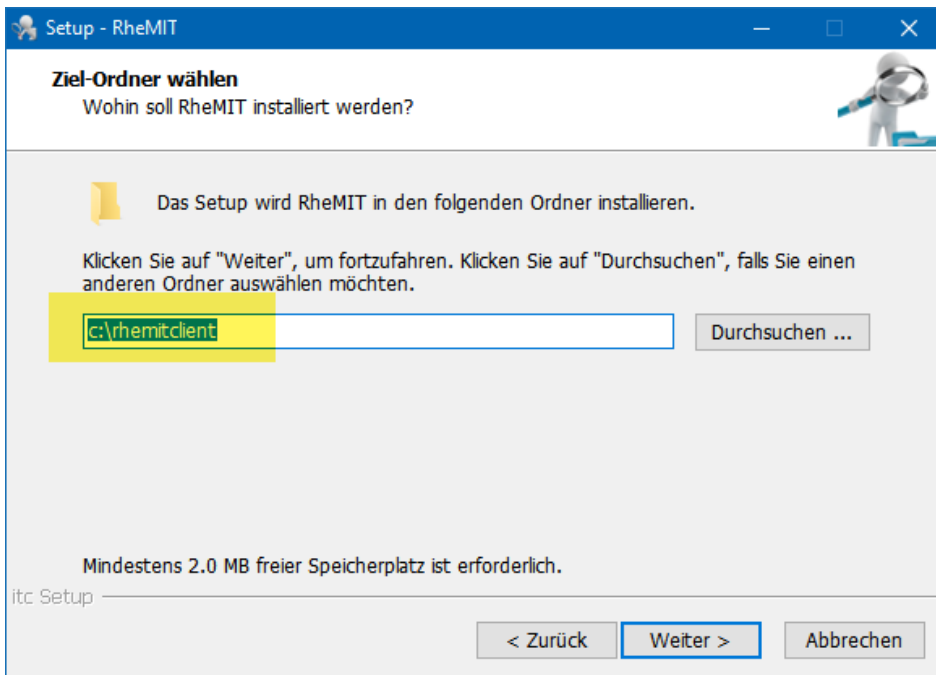 Setup - RheMIT
Ziel-Ordner wählen
Wohin soll RheMIT installiert werden?
Das Setup wird RheMIT in den folgenden Ordner installieren.
Klicken Sie auf "Weiter", um fortzufahren. Klicken Sie auf "Durchsuchen", falls Sie einen
anderen Ordner auswählen möchten.
c:\rhemitclient
Durchsuchen ...
Mindestens 2.0 MB freier Speicherplatz ist erforderlich.
itc Setup
< Zurück
Weiter >
Abbrechen